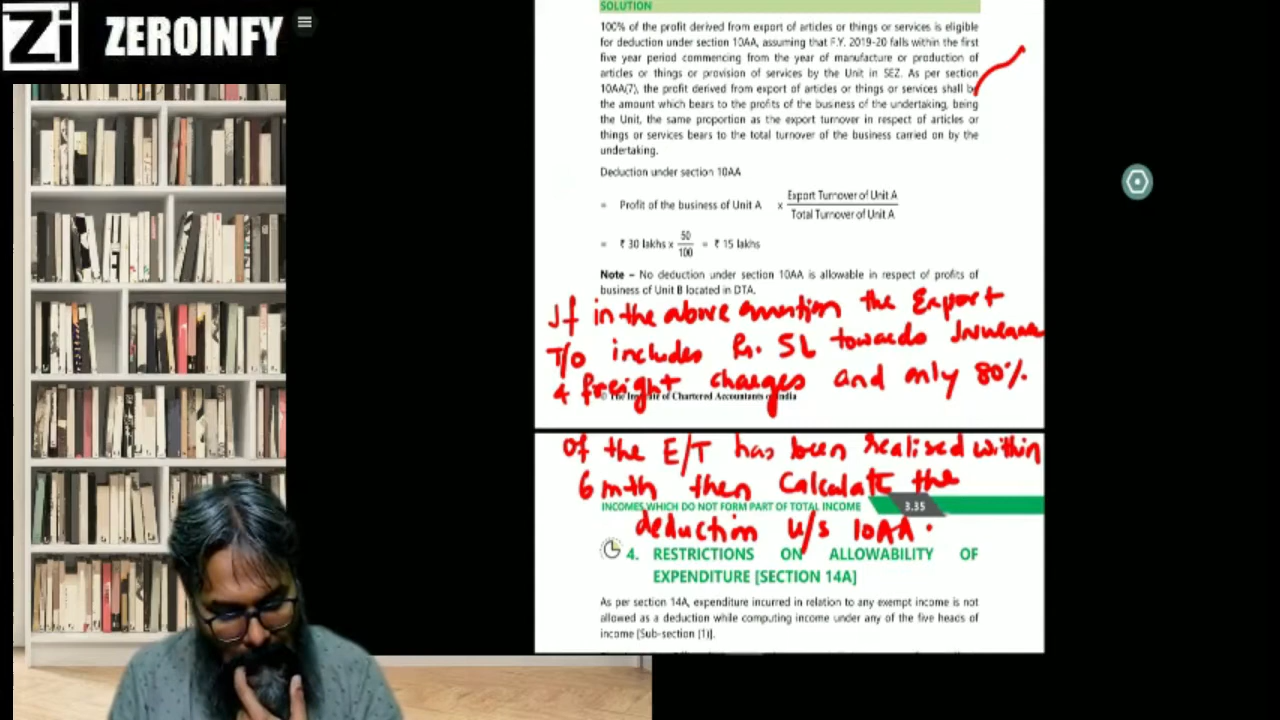 Zi ZEROINFY
SOLUTION
100% of the profit derived from export of articles or things or services is eligible
for deduction under section 10AA, assuming that F.Y. 2019-20 falls within the first
five year period commencing from the year of manufacture or production of
articles or things or provision of services by the Unit in SEZ. As per section
10AA(7), the profit derived from export of articles or things or services shall be
the amount which bears to the profits of the business of the undertaking, being
the Unit, the same proportion as the export turnover in respect of articles or
things or services bears to the total turnover of the business carried on by the
undertaking.
Deduction under section 10AA
= Profit of the business of Unit A x Export Turnover of Unit A
Total Turnover of Unit A
= ₹ 30 lakhs x 50/100 = ₹ 15 lakhs
Note – No deduction under section 10AA is allowable in respect of profits of
business of Unit B located in DTA.
If in the above question the Export
T/O includes Rs. 5L towards Insurance
& freight charges and only 80%
© The Institute of Chartered Accountants of India
of the E/T has been realised within
6 mth then Calculate the
INCOMES WHICH DO NOT FORM PART OF TOTAL INCOME 3.35
deduction u/s 10AA.
4. RESTRICTIONS ON ALLOWABILITY OF
EXPENDITURE [SECTION 14A]
As per section 14A, expenditure incurred in relation to any exempt income is not
allowed as a deduction while computing income under any of the five heads of
income [Sub-section (1)].